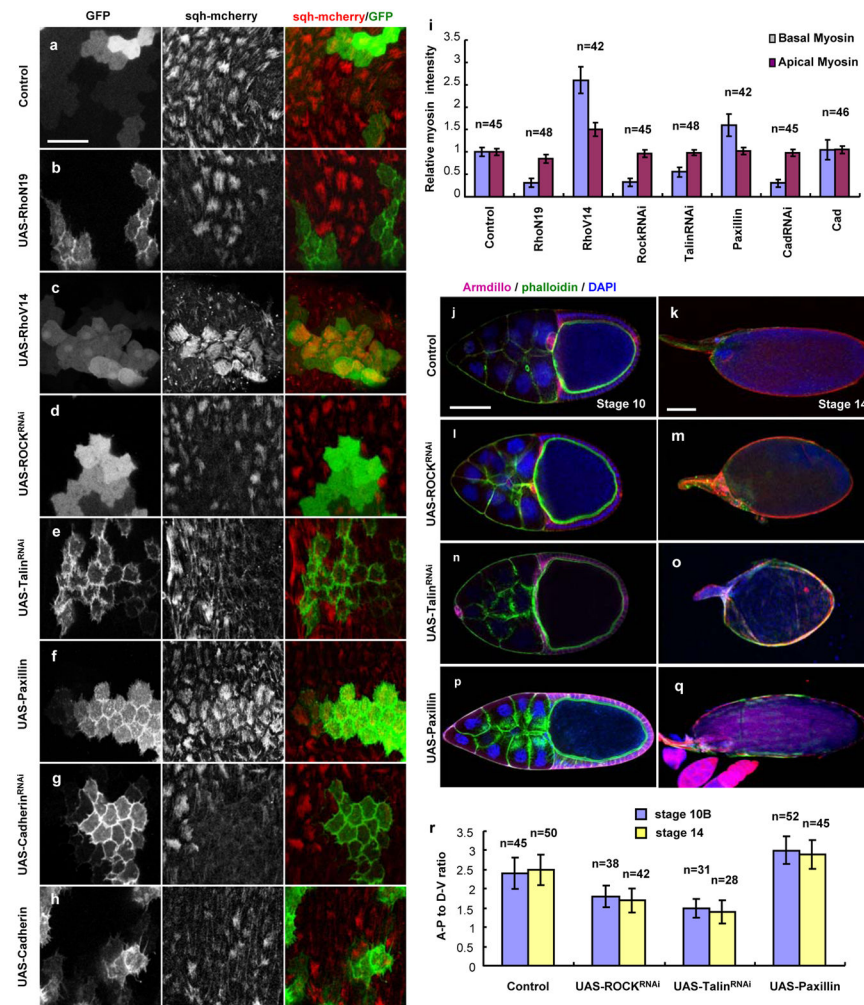 GFP
sqh-mcherry
sqh-mcherry/GFP
Control
a
UAS-RhoN19
b
UAS-RhoV14
c
UAS-ROCKRNAi
d
UAS-TalinRNAi
e
UAS-Paxillin
f
UAS-CadherinRNAi
g
UAS-Cadherin
h
i
Relative myosin intensity
3.5
3
2.5
2
1.5
1
0.5
0
Basal Myosin
Apical Myosin
n=45
n=48
n=42
n=45
n=48
n=42
n=45
n=46
Control
RhoN19
RhoV14
RockRNAi
TalinRNAi
Paxillin
CadRNAi
Cad
Armdillo / phalloidin / DAPI
Control
j
Stage 10
k
Stage 14
UAS-ROCKRNAi
l
m
UAS-TalinRNAi
n
o
UAS-Paxillin
p
q
r
A-P to D-V ratio
3.5
3
2.5
2
1.5
1
0.5
0
stage 10B
stage 14
n=45
n=50
n=38
n=42
n=31
n=28
n=52
n=45
Control
UAS-ROCKRNAi
UAS-TalinRNAi
UAS-Paxillin